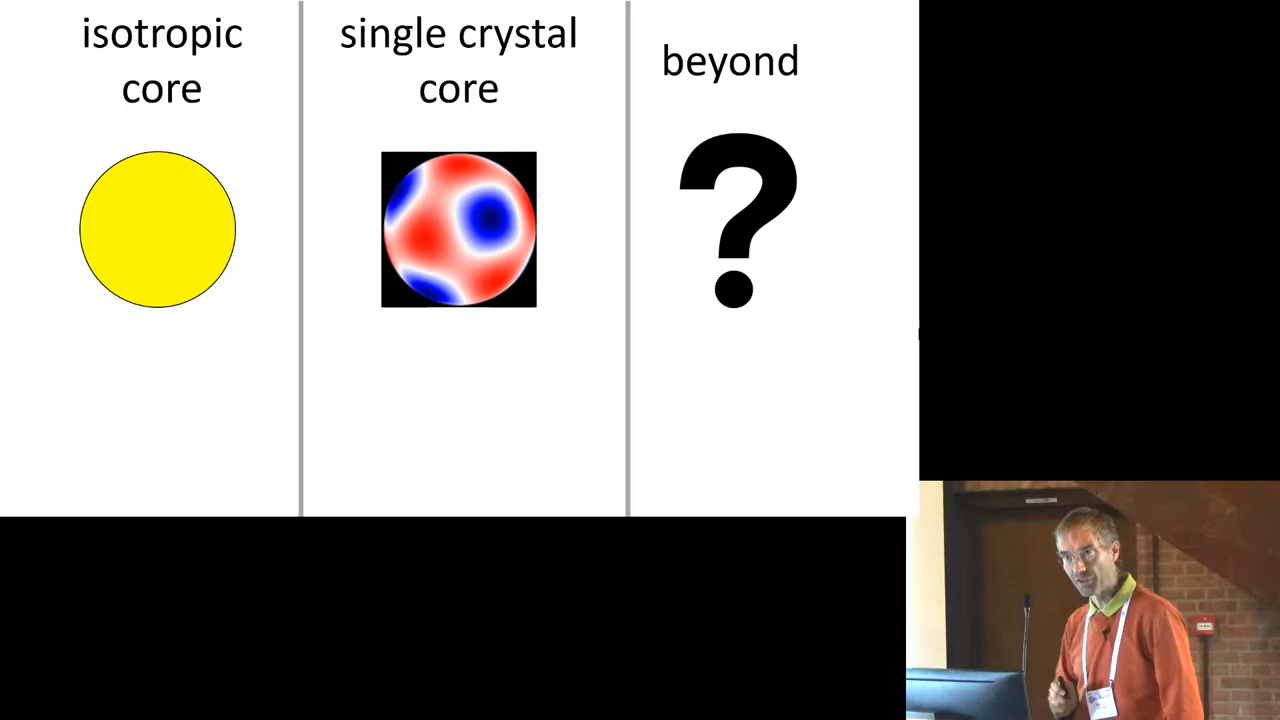 isotropic
core
single crystal
core
beyond
?